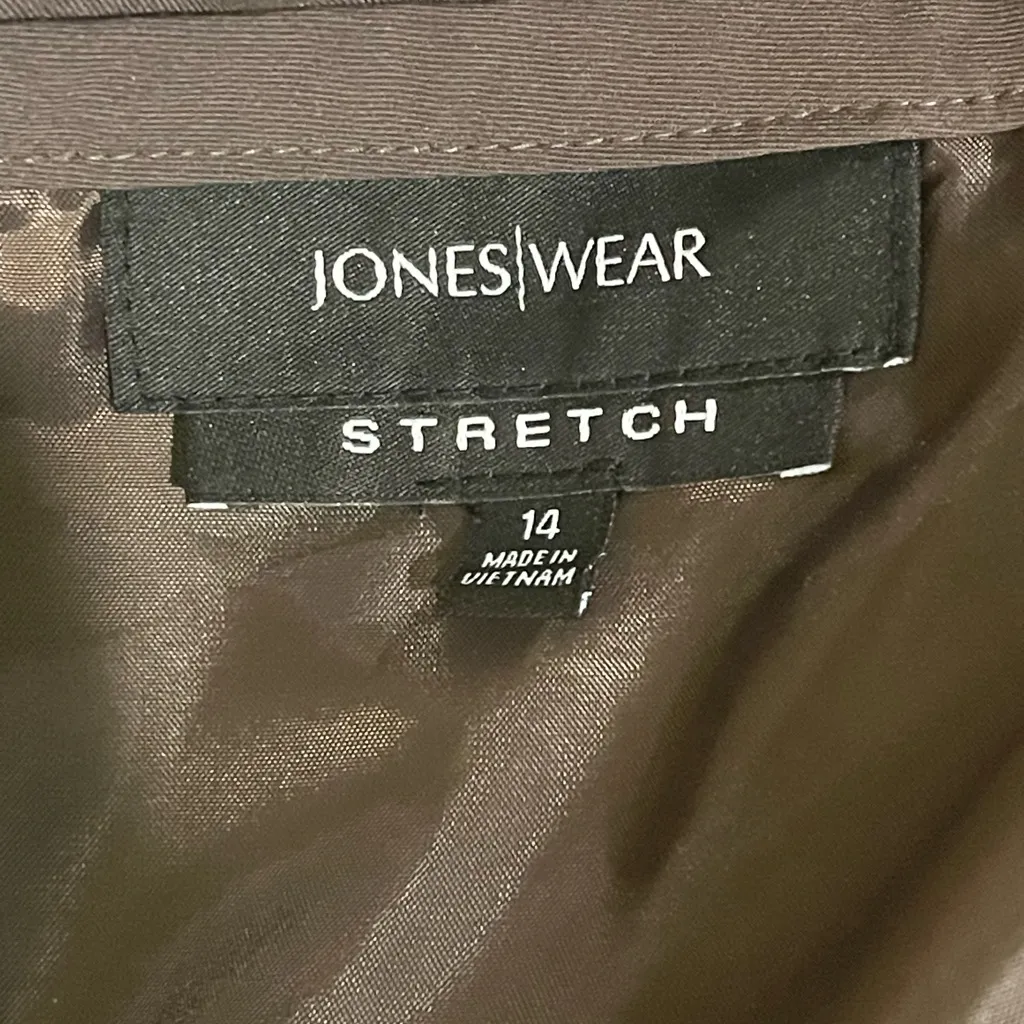 JONES|WEAR
STRETCH
14
MADE IN
VIETNAM